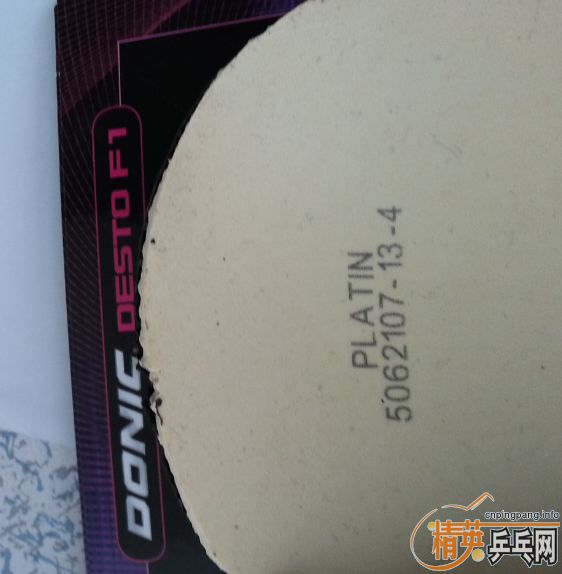 DONIC DESTO F1
PLATIN
5062107-13-4
cnpingpang.info
精英乒乓网